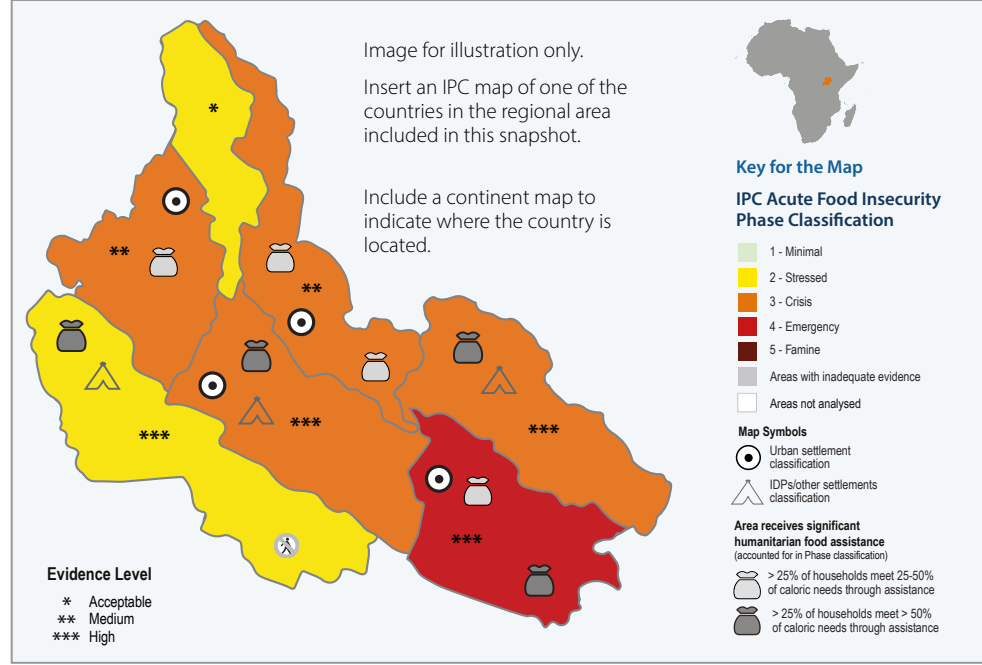 Image for illustration only.
Insert an IPC map of one of the
countries in the regional area
included in this snapshot.
Include a continent map to
indicate where the country is
located.
*
**
**
***
***
***
***
Evidence Level
* Acceptable
** Medium
*** High
Key for the Map
IPC Acute Food Insecurity
Phase Classification
1 - Minimal
2 - Stressed
3 - Crisis
4 - Emergency
5 - Famine
Areas with inadequate evidence
Areas not analysed
Map Symbols
Urban settlement
classification
IDPs/other settlements
classification
Area receives significant
humanitarian food assistance
(accounted for in Phase classification)
> 25% of households meet 25-50%
of caloric needs through assistance
> 25% of households meet > 50%
of caloric needs through assistance